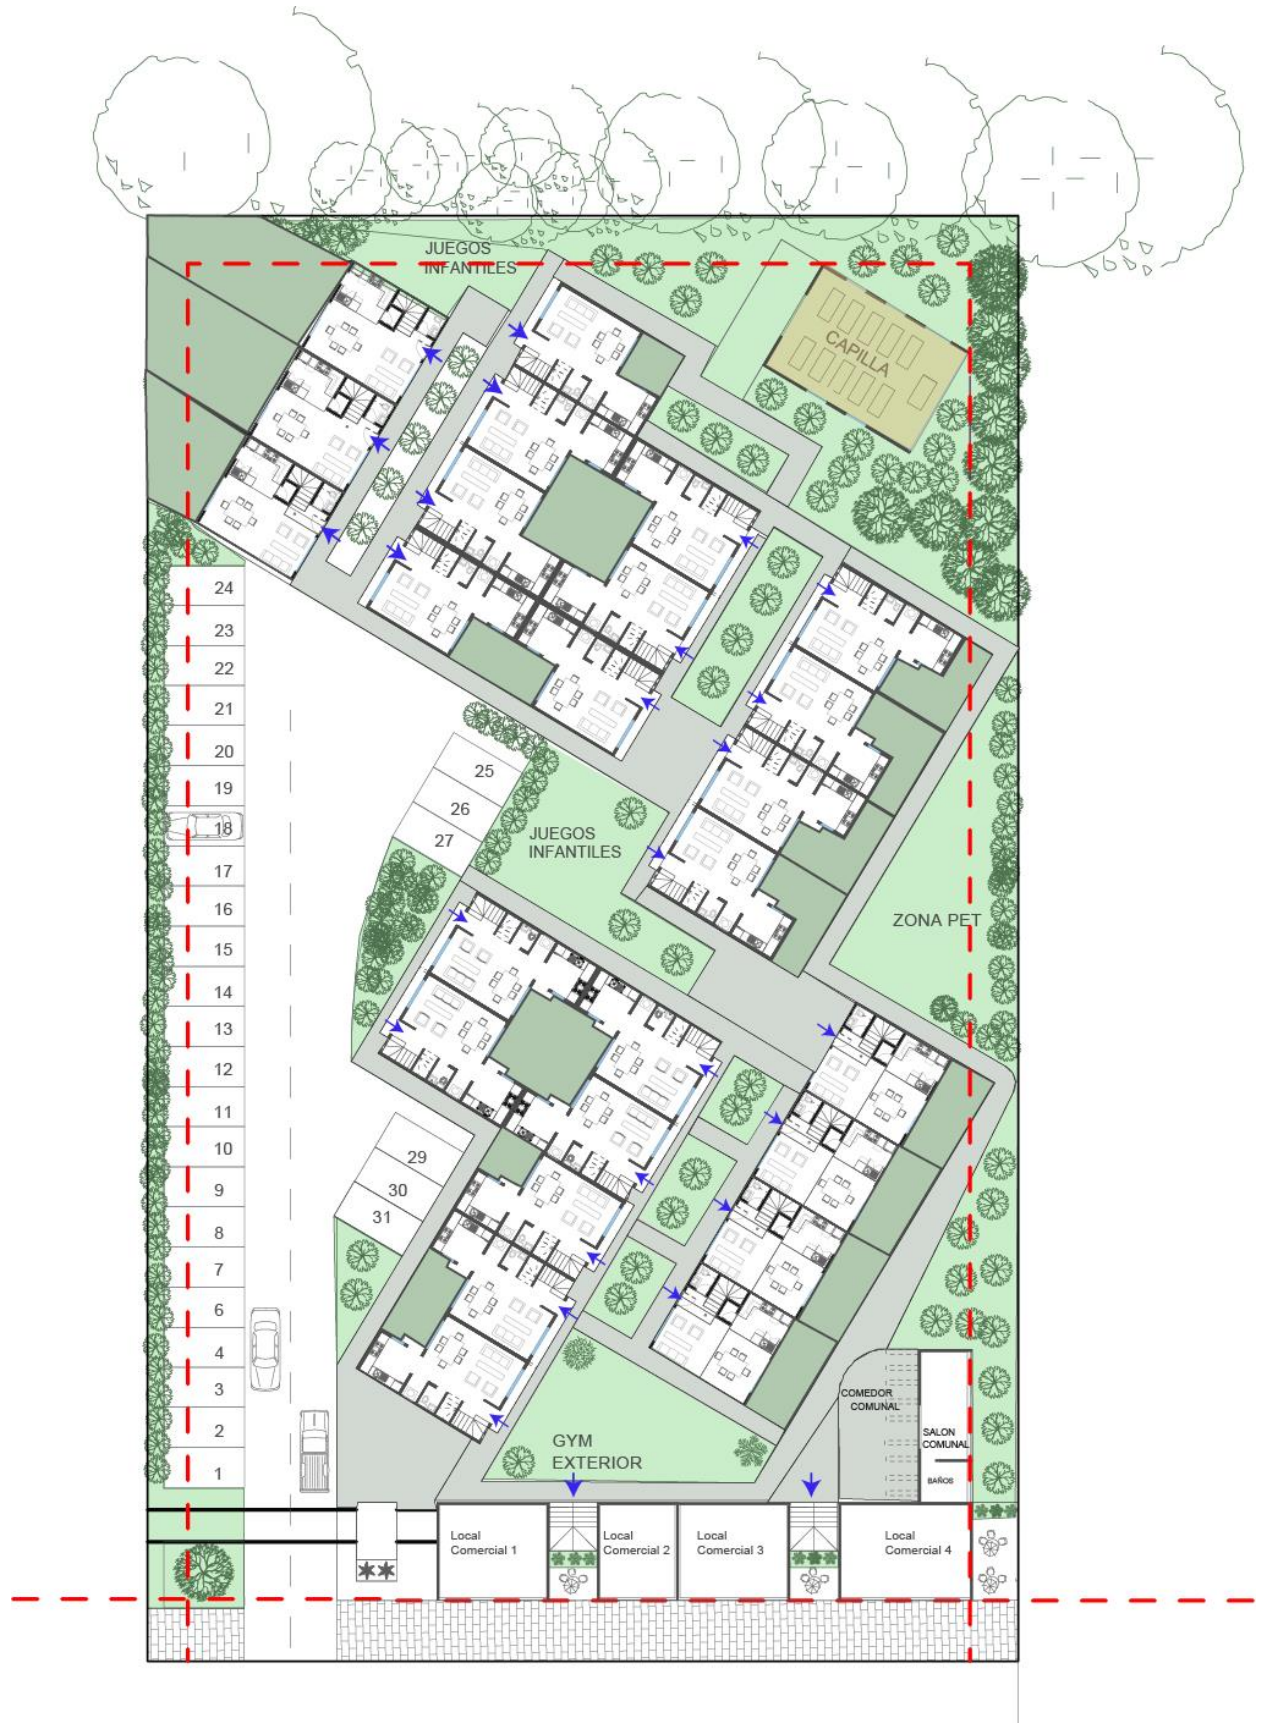 JUEGOS
INFANTILES
CAPILLA
24
23
22
21
20
19
18
17
16
15
14
13
12
11
10
9
8
7
6
4
3
2
1
25
26
27
JUEGOS
INFANTILES
ZONA PET
29
30
31
COMEDOR
COMUNAL
SALON
COMUNAL
BAÑOS
GYM
EXTERIOR
Local
Comercial 1
Local
Comercial 2
Local
Comercial 3
Local
Comercial 4